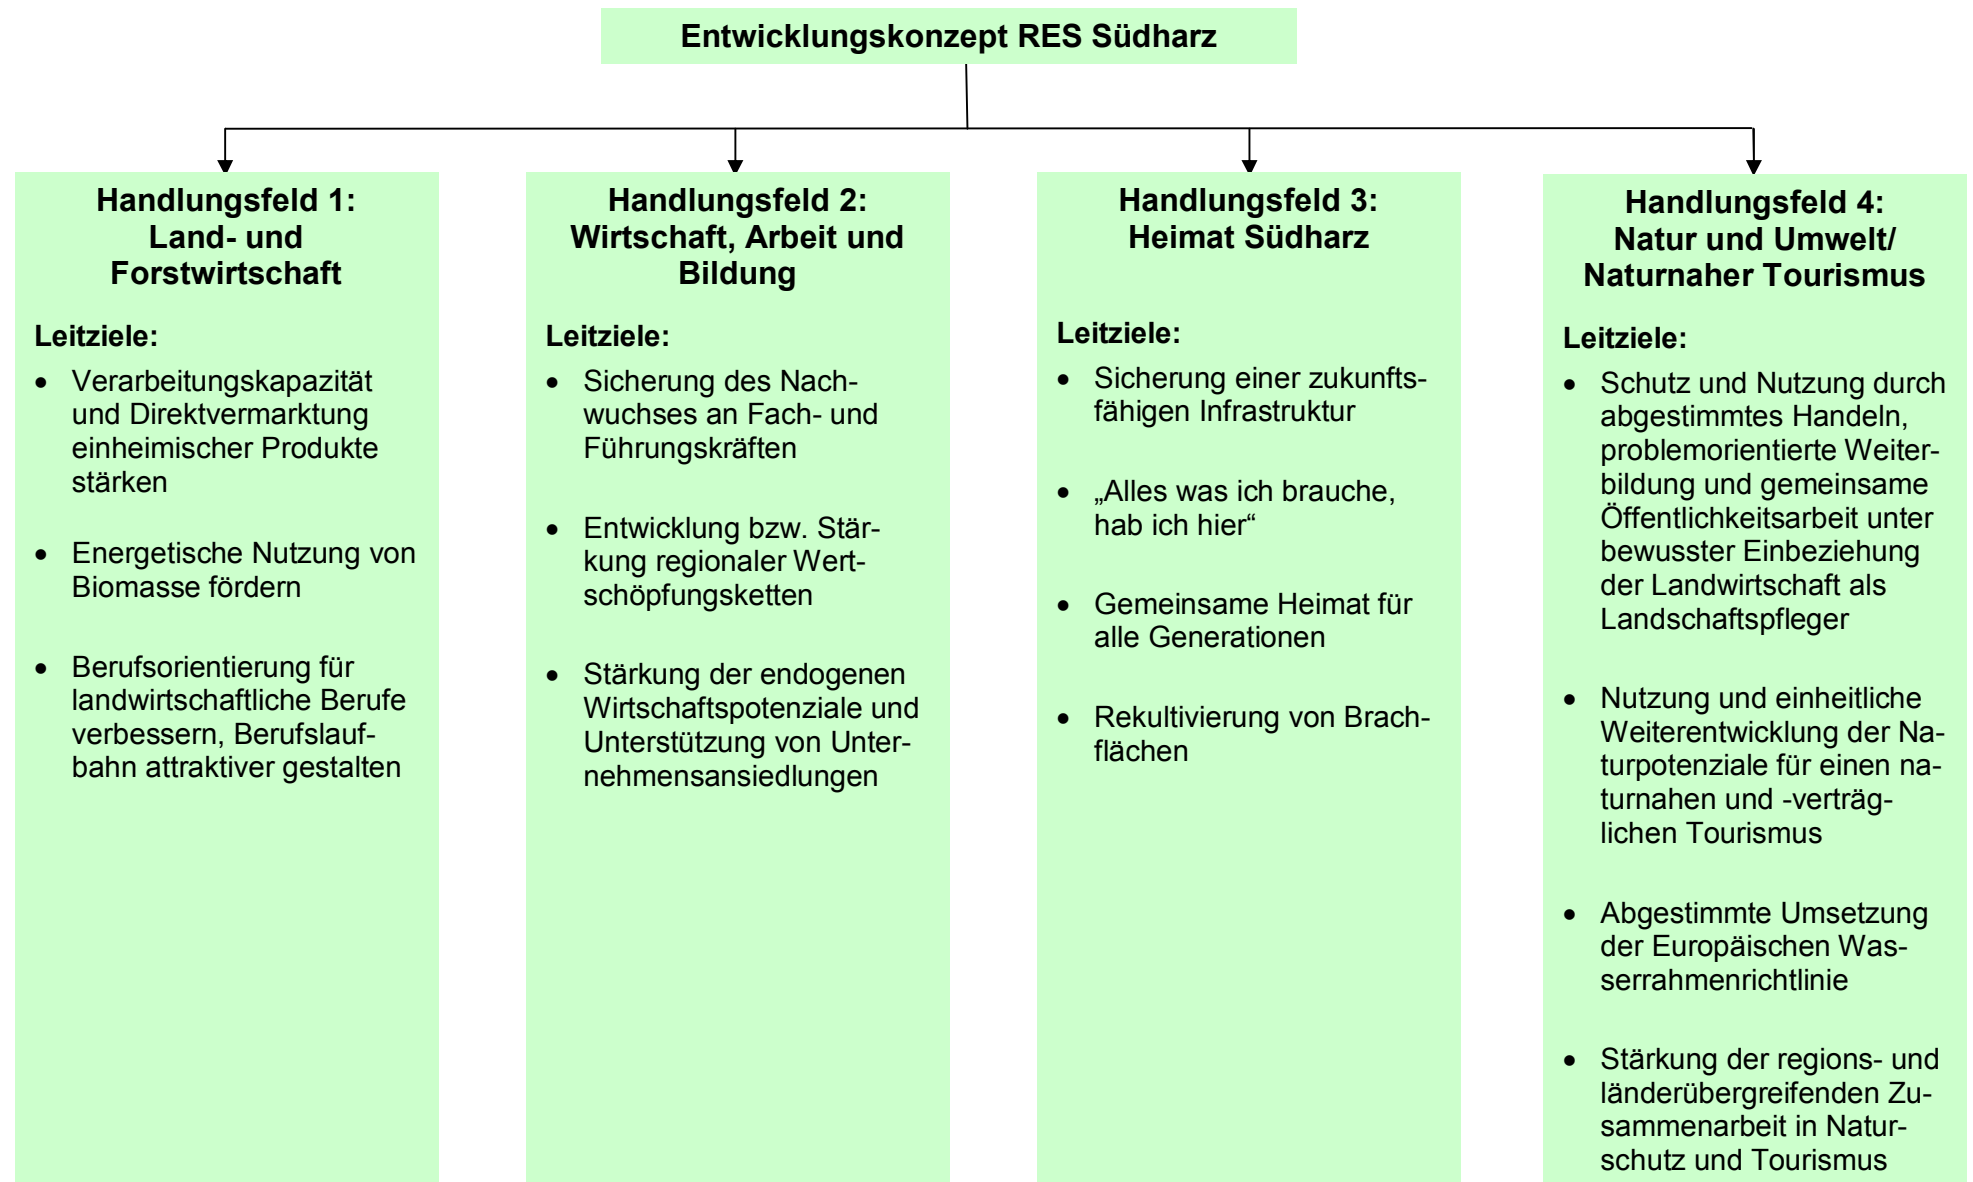 Entwicklungskonzept RES Südharz
Handlungsfeld 1:
Land- und
Forstwirtschaft
Leitziele:
• Verarbeitungskapazität
und Direktvermarktung
einheimischer Produkte
stärken
• Energetische Nutzung von
Biomasse fördern
• Berufsorientierung für
landwirtschaftliche Berufe
verbessern, Berufslauf-
bahn attraktiver gestalten
Handlungsfeld 2:
Wirtschaft, Arbeit und
Bildung
Leitziele:
• Sicherung des Nach-
wuchses an Fach- und
Führungskräften
• Entwicklung bzw. Stär-
kung regionaler Wert-
schöpfungsketten
• Stärkung der endogenen
Wirtschaftspotenziale und
Unterstützung von Unter-
nehmensansiedlungen
Handlungsfeld 3:
Heimat Südharz
Leitziele:
• Sicherung einer zukunfts-
fähigen Infrastruktur
• „Alles was ich brauche,
hab ich hier“
• Gemeinsame Heimat für
alle Generationen
• Rekultivierung von Brach-
flächen
Handlungsfeld 4:
Natur und Umwelt/
Naturnaher Tourismus
Leitziele:
• Schutz und Nutzung durch
abgestimmtes Handeln,
problemorientierte Weiter-
bildung und gemeinsame
Öffentlichkeitsarbeit unter
bewusster Einbeziehung
der Landwirtschaft als
Landschaftspfleger
• Nutzung und einheitliche
Weiterentwicklung der Na-
turpotenziale für einen na-
turnahen und -verträg-
lichen Tourismus
• Abgestimmte Umsetzung
der Europäischen Was-
serrahmenrichtlinie
• Stärkung der regions- und
länderübergreifenden Zu-
sammenarbeit in Natur-
schutz und Tourismus